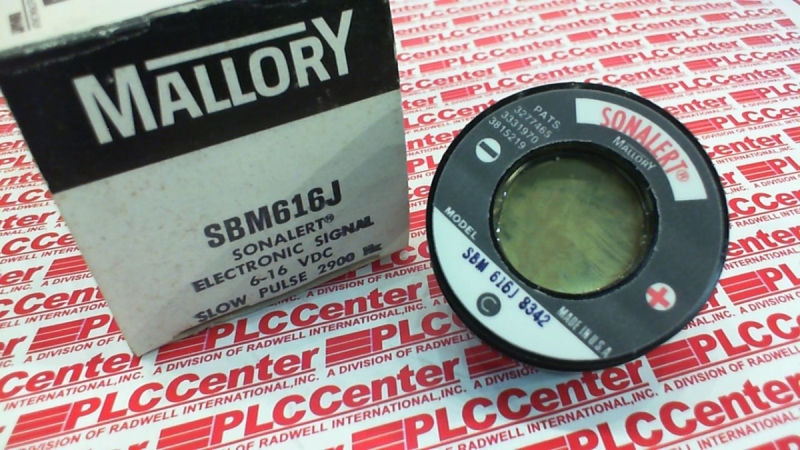 MALLORY
SBM616J
SONALERT®
ELECTRONIC SIGNAL
6-16 VDC
SLOW PULSE 2900 Hz
PATS.
3277465
3331970
3815219
SONALERT®
MALLORY
MODEL
SBM 616J 8342
C
MADE IN U.S.A.
PLCCenter
A DIVISION OF RADWELL INTERNATIONAL, INC.